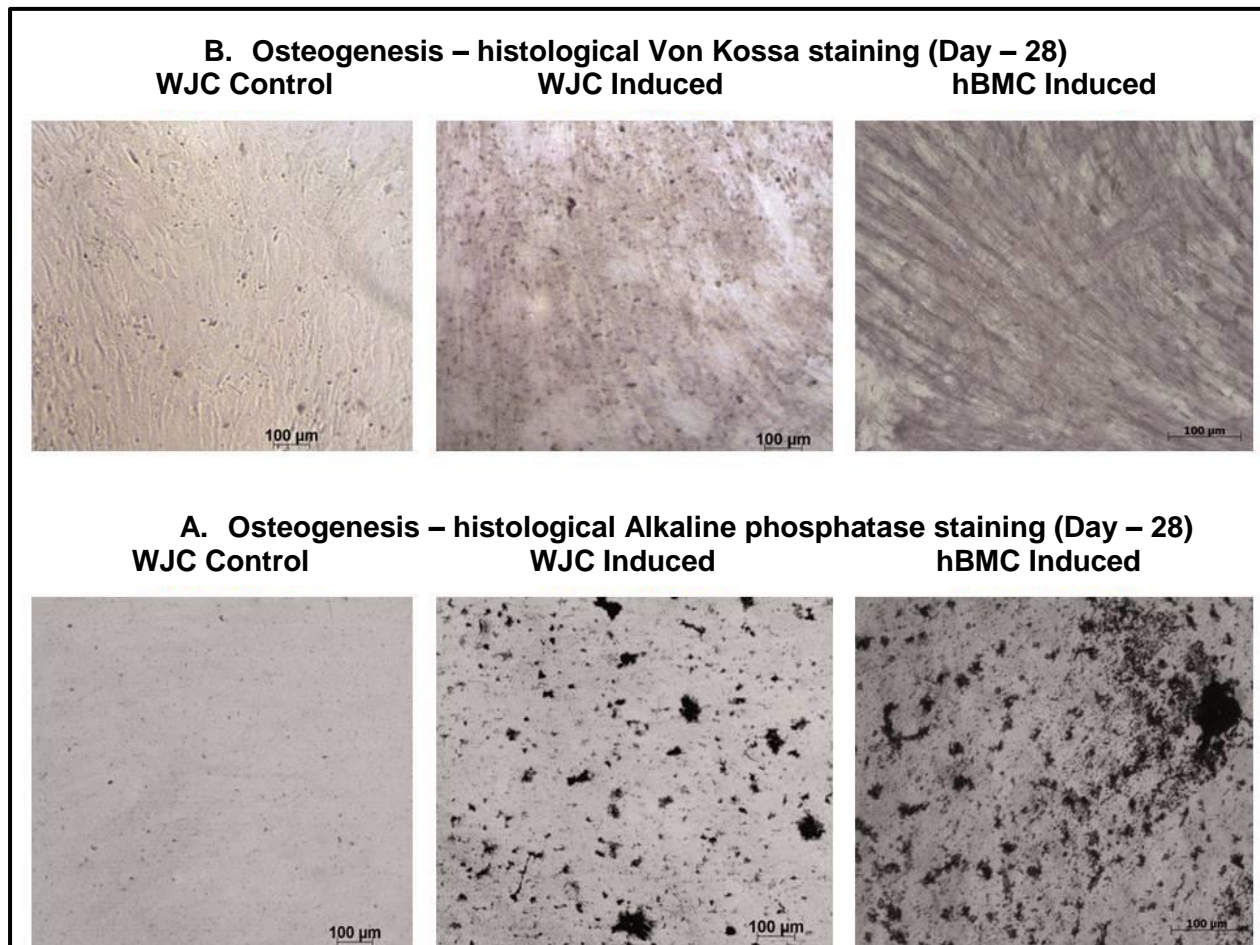 B. Osteogenesis – histological Von Kossa staining (Day – 28)
WJC Control WJC Induced hBMC Induced
100 µm 100 µm 100 µm
A. Osteogenesis – histological Alkaline phosphatase staining (Day – 28)
WJC Control WJC Induced hBMC Induced
100 µm 100 µm 100 µm